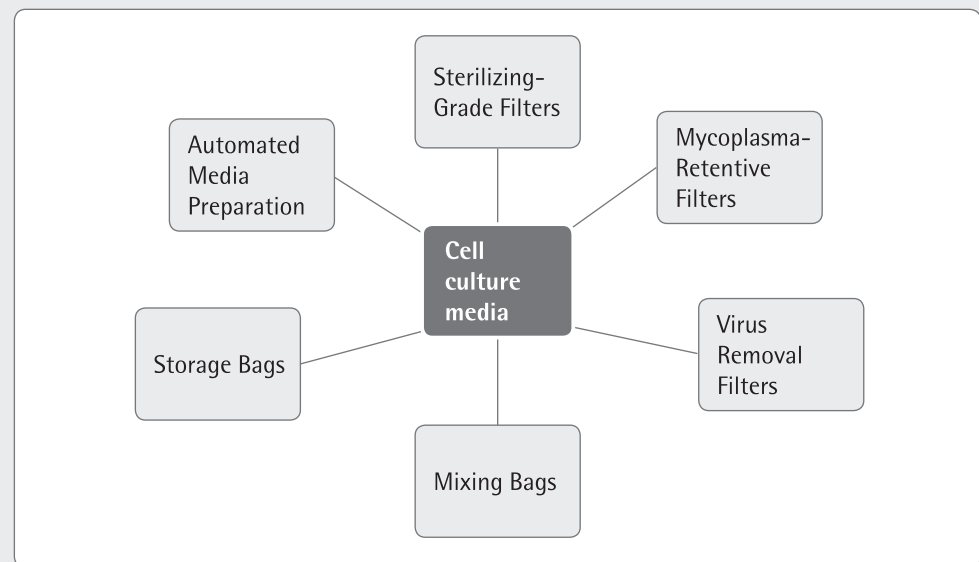 Sterilizing-
Grade Filters
Automated
Media
Preparation
Mycoplasma-
Retentive
Filters
Cell
culture
media
Storage Bags
Virus
Removal
Filters
Mixing Bags